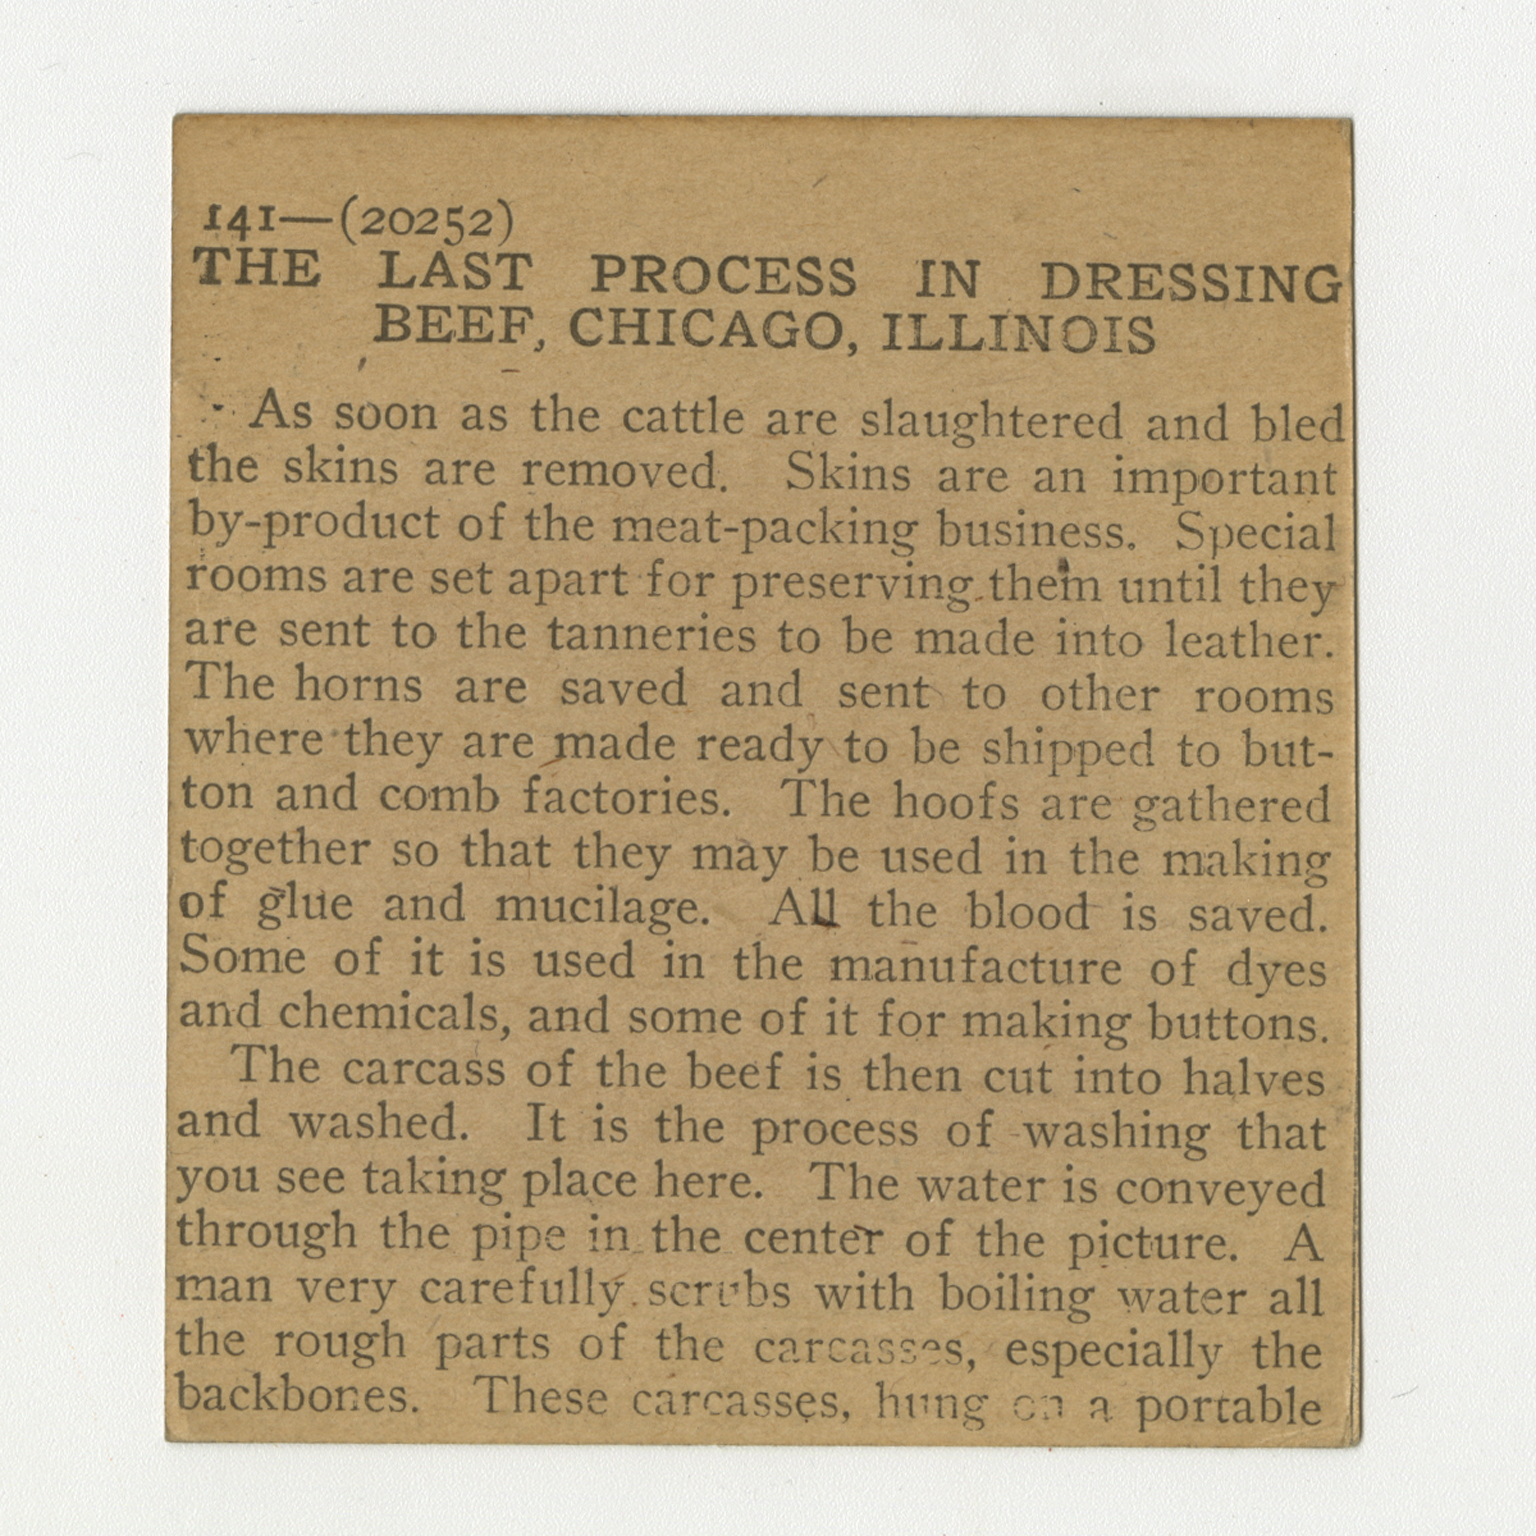 141—(20252)
THE LAST PROCESS IN DRESSING
BEEF, CHICAGO, ILLINOIS
As soon as the cattle are slaughtered and bled
the skins are removed. Skins are an important
by-product of the meat-packing business. Special
rooms are set apart for preserving them until they
are sent to the tanneries to be made into leather.
The horns are saved and sent to other rooms
where they are made ready to be shipped to but-
ton and comb factories. The hoofs are gathered
together so that they may be used in the making
of glue and mucilage. All the blood is saved.
Some of it is used in the manufacture of dyes
and chemicals, and some of it for making buttons.
The carcass of the beef is then cut into halves
and washed. It is the process of washing that
you see taking place here. The water is conveyed
through the pipe in the center of the picture. A
man very carefully scrubs with boiling water all
the rough parts of the carcasses, especially the
backbones. These carcasses, hung on a portable